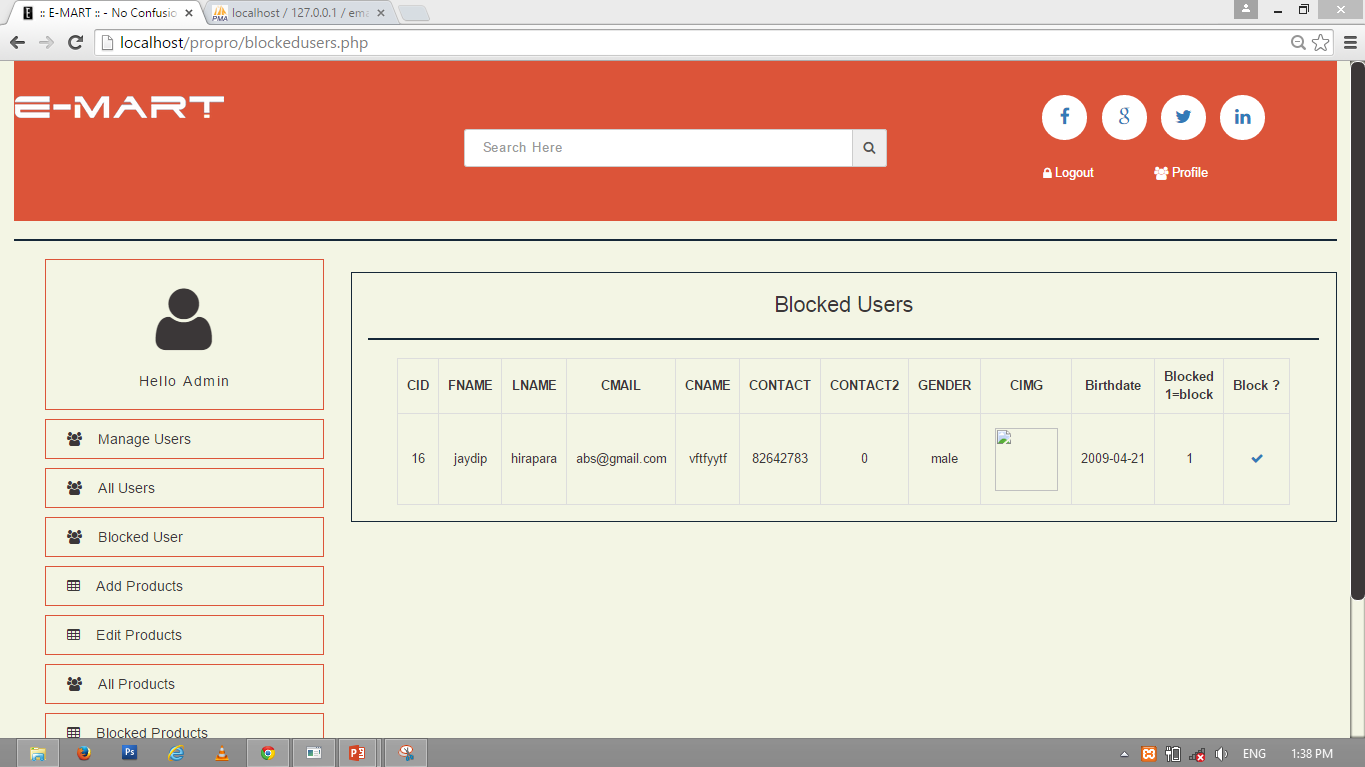 :: E-MART :: - No Confusio
localhost / 127.0.0.1 / ema
localhost/propro/blockedusers.php
E-MART
Search Here
Logout
Profile
Hello Admin
Manage Users
All Users
Blocked User
Add Products
Edit Products
All Products
Blocked Products
Blocked Users
CID FNAME LNAME CMAIL CNAME CONTACT CONTACT2 GENDER CIMG Birthdate Blocked 1=block Block ?
16 jaydip hirapara abs@gmail.com vftfyytf 82642783 0 male 2009-04-21 1
ENG 1:38 PM